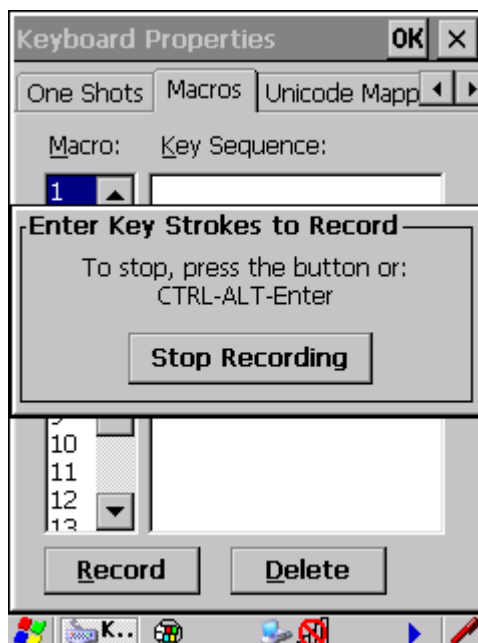 Keyboard Properties OK ×
One Shots Macros Unicode Mapp
Macro: Key Sequence:
1
Enter Key Strokes to Record
To stop, press the button or:
CTRL-ALT-Enter
Stop Recording
10
11
12
13
Record Delete
K..